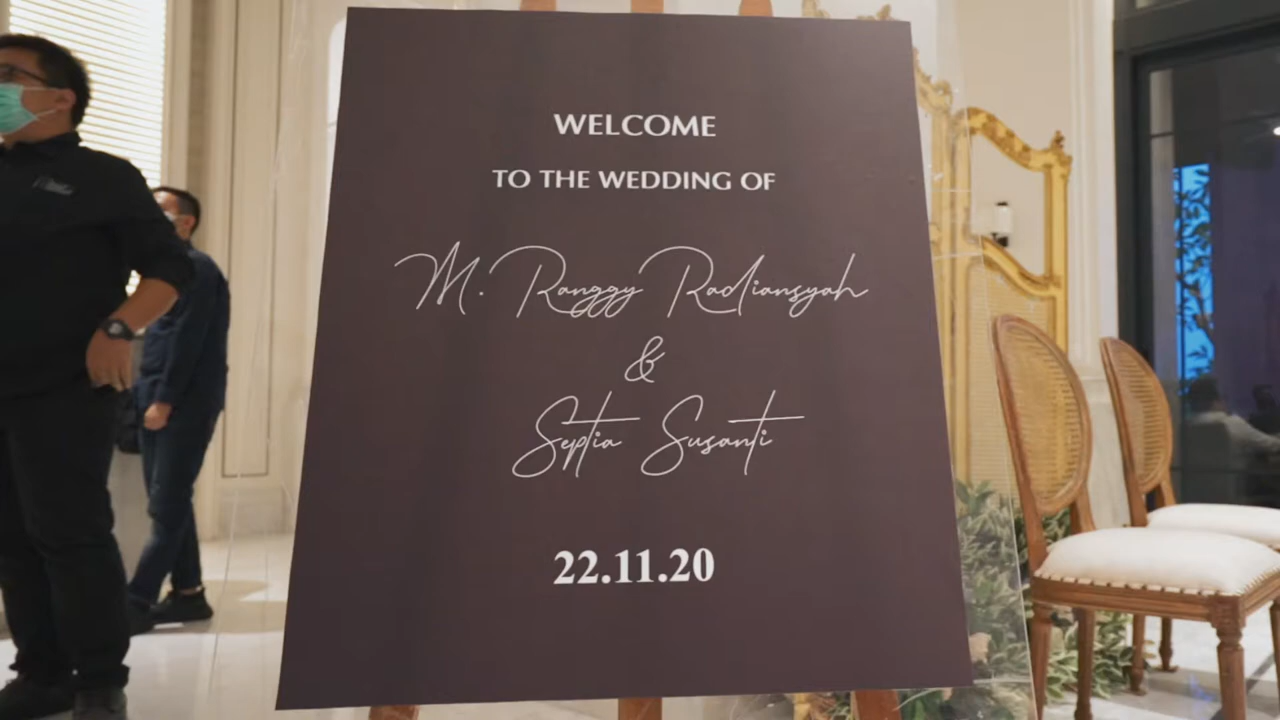 WELCOME
TO THE WEDDING OF
M. Ranggy Radiansyah
&
Septia Susanti
22.11.20